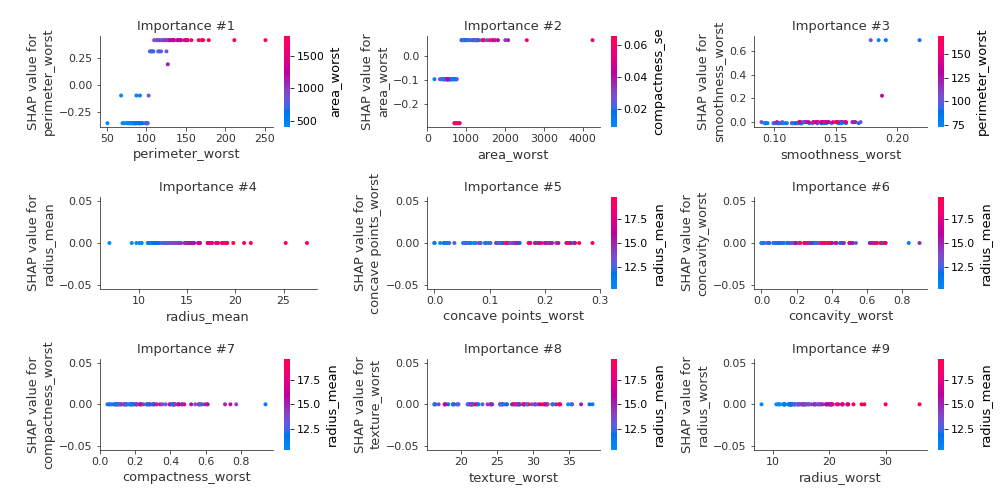 Importance #1
SHAP value for
perimeter_worst
0.25
0.00
−0.25
50
100
150
200
250
perimeter_worst
1500
1000
500
area_worst
Importance #2
SHAP value for
area_worst
0.0
−0.1
−0.2
0
1000
2000
3000
4000
area_worst
0.06
0.04
0.02
compactness_se
Importance #3
SHAP value for
smoothness_worst
0.6
0.4
0.2
0.0
0.10
0.15
0.20
smoothness_worst
150
125
100
75
perimeter_worst
Importance #4
SHAP value for
radius_mean
0.05
0.00
−0.05
10
15
20
25
radius_mean
17.5
15.0
12.5
radius_mean
Importance #5
SHAP value for
concave points_worst
0.05
0.00
−0.05
0.0
0.1
0.2
0.3
concave points_worst
17.5
15.0
12.5
radius_mean
Importance #6
SHAP value for
concavity_worst
0.05
0.00
−0.05
0.0
0.2
0.4
0.6
0.8
concavity_worst
17.5
15.0
12.5
radius_mean
Importance #7
SHAP value for
compactness_worst
0.05
0.00
−0.05
0.0
0.2
0.4
0.6
0.8
compactness_worst
17.5
15.0
12.5
radius_mean
Importance #8
SHAP value for
texture_worst
0.05
0.00
−0.05
20
25
30
35
texture_worst
17.5
15.0
12.5
radius_mean
Importance #9
SHAP value for
radius_worst
0.05
0.00
−0.05
10
20
30
radius_worst
17.5
15.0
12.5
radius_mean